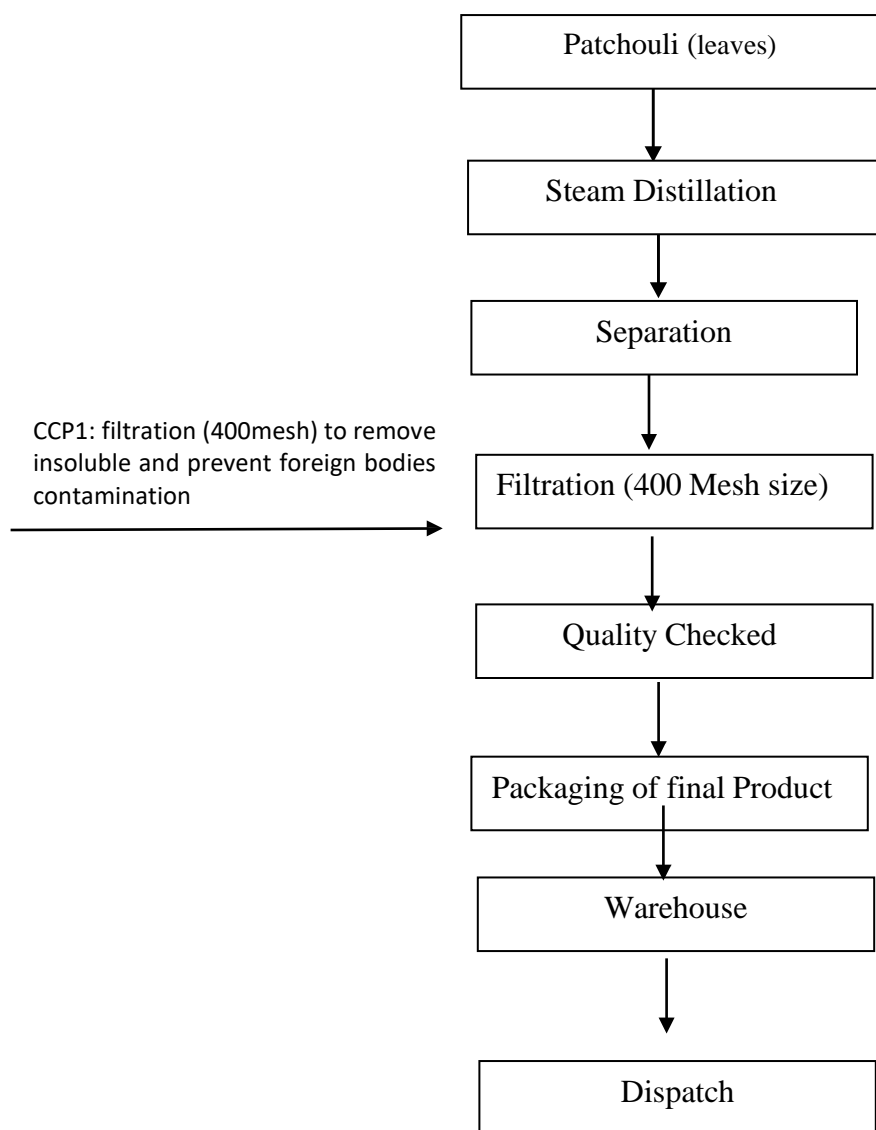 Patchouli (leaves)
Steam Distillation
Separation
CCP1: filtration (400mesh) to remove
insoluble and prevent foreign bodies
contamination
Filtration (400 Mesh size)
Quality Checked
Packaging of final Product
Warehouse
Dispatch